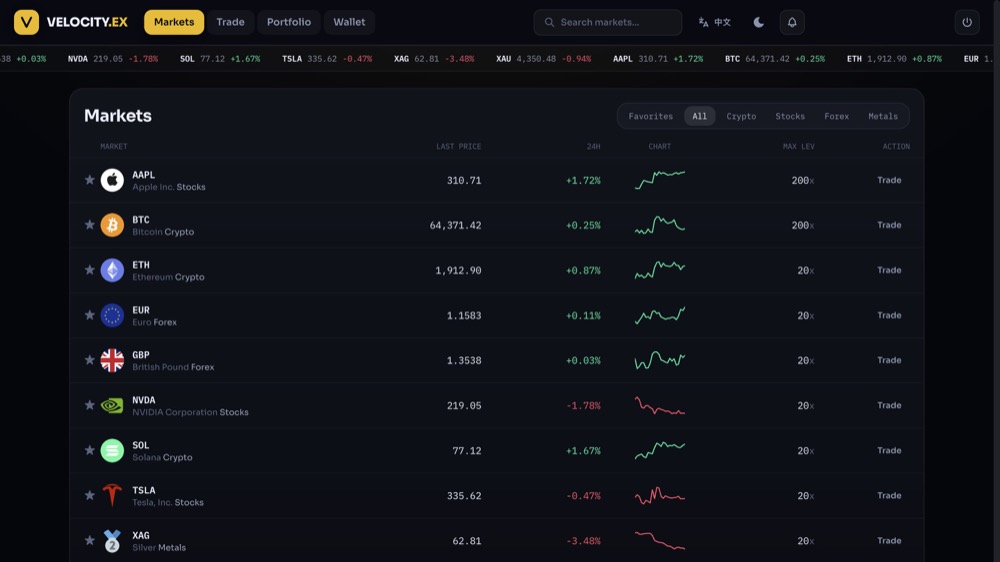 V VELOCITY.EX Markets Trade Portfolio Wallet Search markets... 中文
+0.03% NVDA 219.05 -1.78% SOL 77.12 +1.67% TSLA 335.62 -0.47% XAG 62.81 -3.48% XAU 4,350.48 -0.94% AAPL 310.71 +1.72% BTC 64,371.42 +0.25% ETH 1,912.90 +0.87% EUR 1.
Markets Favorites All Crypto Stocks Forex Metals
MARKET LAST PRICE 24H CHART MAX LEV ACTION
AAPL
Apple Inc. Stocks 310.71 +1.72% 200x Trade
BTC
Bitcoin Crypto 64,371.42 +0.25% 200x Trade
ETH
Ethereum Crypto 1,912.90 +0.87% 20x Trade
EUR
Euro Forex 1.1583 +0.11% 20x Trade
GBP
British Pound Forex 1.3538 +0.03% 20x Trade
NVDA
NVIDIA Corporation Stocks 219.05 -1.78% 20x Trade
SOL
Solana Crypto 77.12 +1.67% 20x Trade
TSLA
Tesla, Inc. Stocks 335.62 -0.47% 20x Trade
2 XAG
Silver Metals 62.81 -3.48% 20x Trade